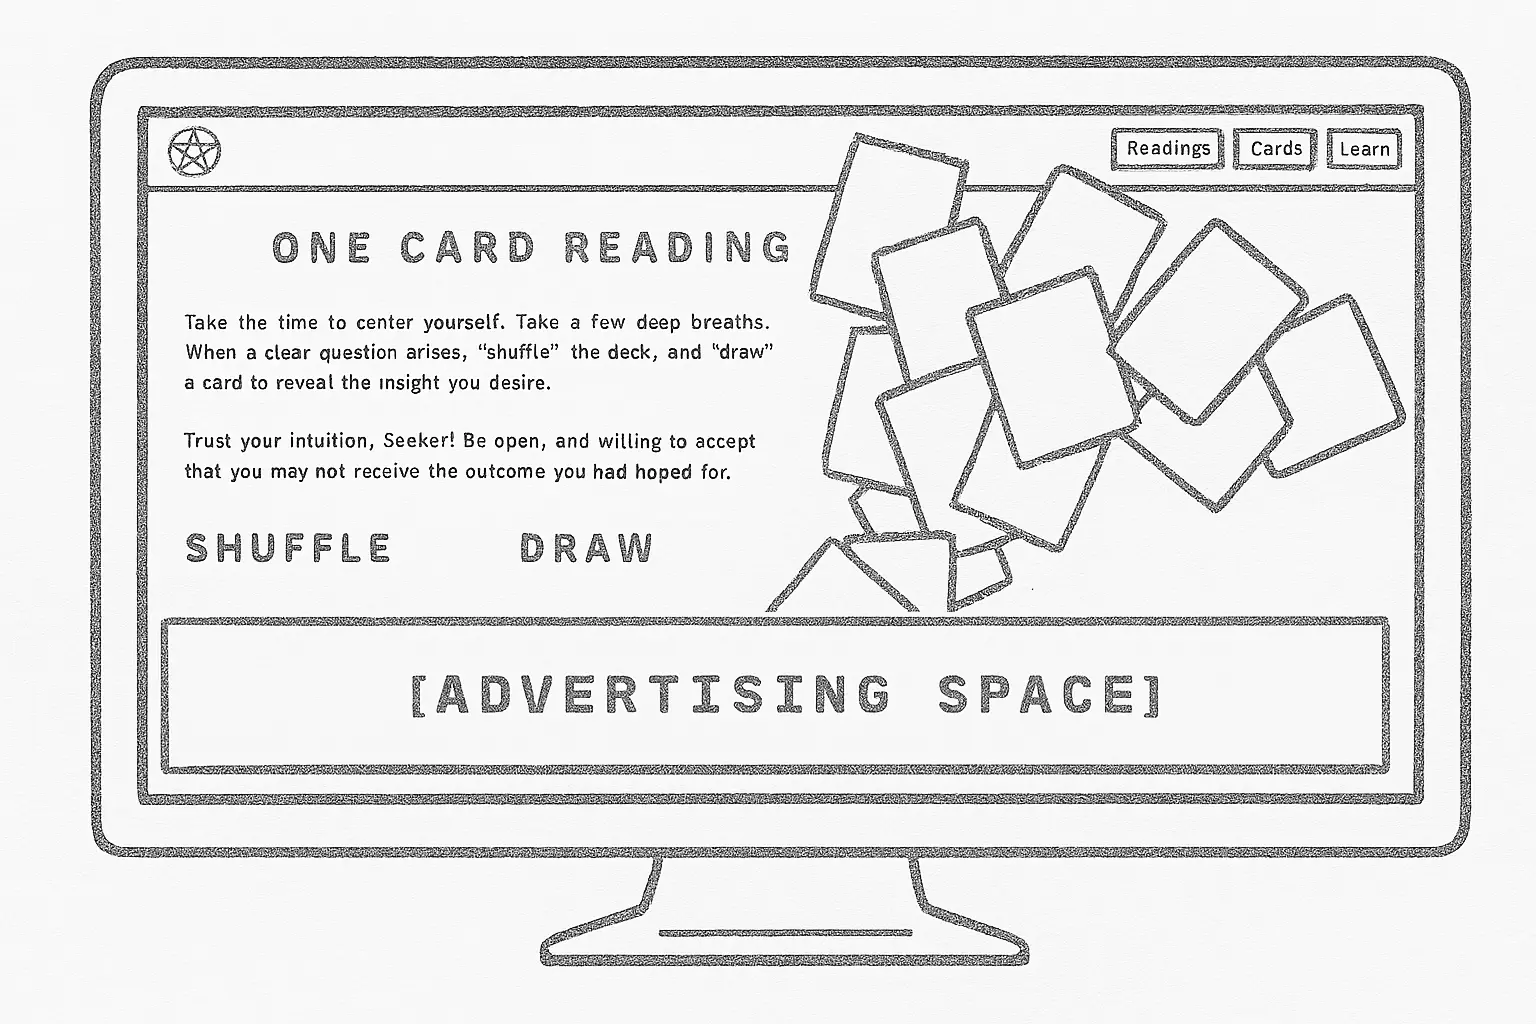 Readings
Cards
Learn
ONE CARD READING
Take the time to center yourself. Take a few deep breaths.
When a clear question arises, “shuffle” the deck, and “draw”
a card to reveal the insight you desire.
Trust your intuition, Seeker! Be open, and willing to accept
that you may not receive the outcome you had hoped for.
SHUFFLE
DRAW
[ADVERTISING SPACE]